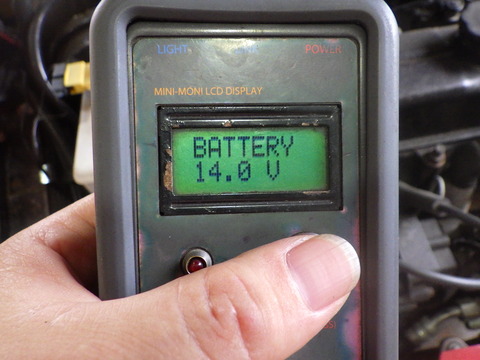 LIGHT
POWER
MINI-MONI LCD DISPLAY
BATTERY
14.0 V